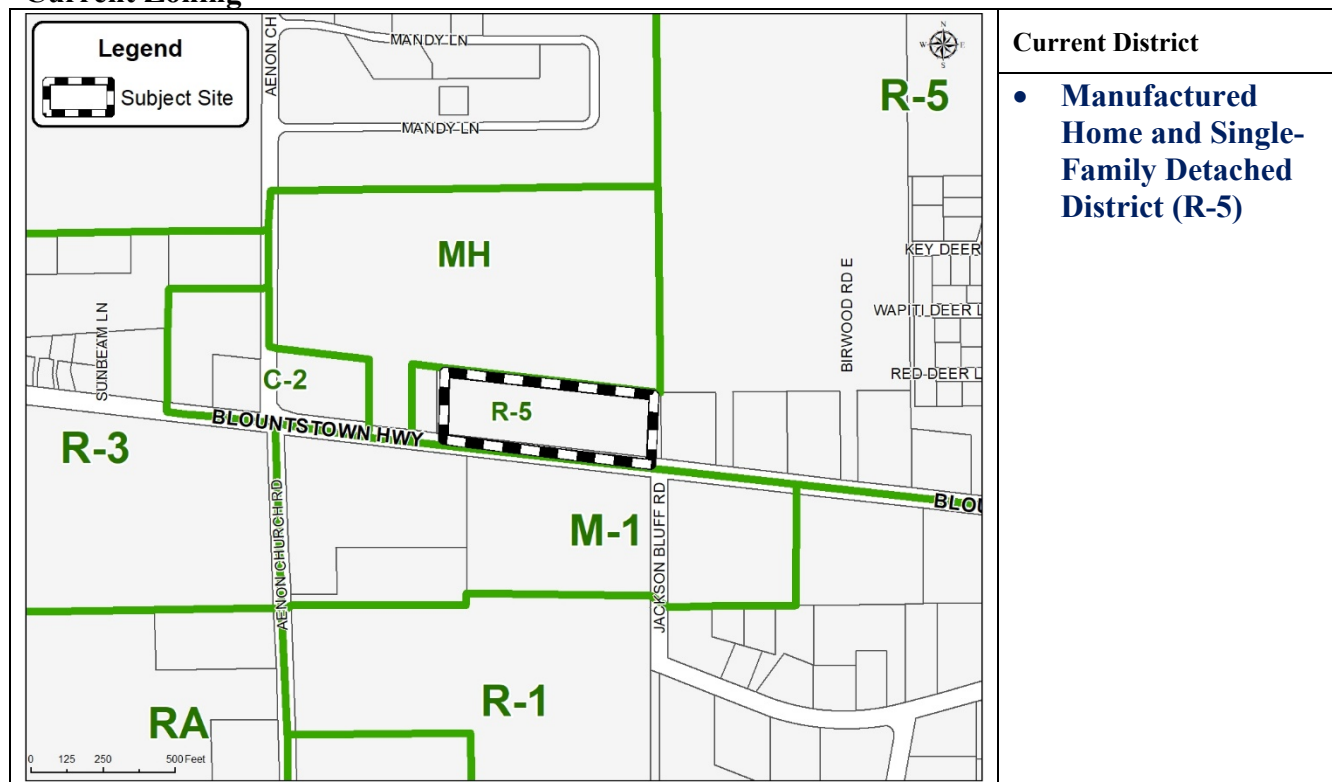 Current Zoning
Legend
Subject Site
AENON CH
MANDY LN
MANDY LN
N
W E
S
R-5
KEY DEER
WAPITI DEER L
RED DEER L
BIRWOOD RD E
MH
SUNBEAM LN
C-2
R-5
BLOUNTSTOWN HWY
R-3
BLOU
M-1
AENON CHURCH RD
JACKSON BLUFF RD
R-1
RA
0 125 250 500 Feet
Current District
• Manufactured
Home and Single-
Family Detached
District (R-5)